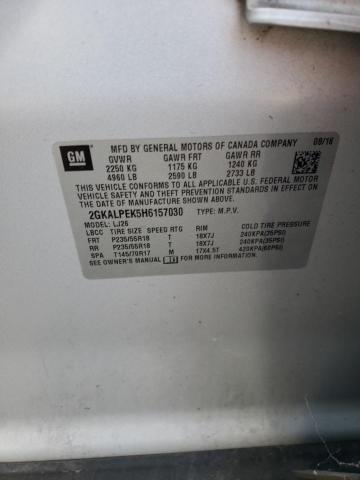 GM
MFD BY GENERAL MOTORS OF CANADA COMPANY 09/16
GVWR GAWR FRT GAWR RR
2250 KG 1175 KG 1240 KG
4960 LB 2590 LB 2733 LB
THIS VEHICLE CONFORMS TO ALL APPLICABLE U.S. FEDERAL MOTOR
VEHICLE SAFETY, BUMPER, AND THEFT PREVENTION STANDARDS IN
EFFECT ON THE DATE OF MANUFACTURE SHOWN ABOVE.
2GKALPEK5H6157030 TYPE: M.P.V.
MODEL: LJ26
LBCC TIRE SIZE SPEED RTG RIM COLD TIRE PRESSURE
FRT P235/55R18 T 18X7J 240KPA(35PSI)
RR P235/55R18 T 18X7J 240KPA(35PSI)
SPA T145/70R17 M 17X4.5T 420KPA(60PSI)
SEE OWNER'S MANUAL FOR MORE INFORMATION.